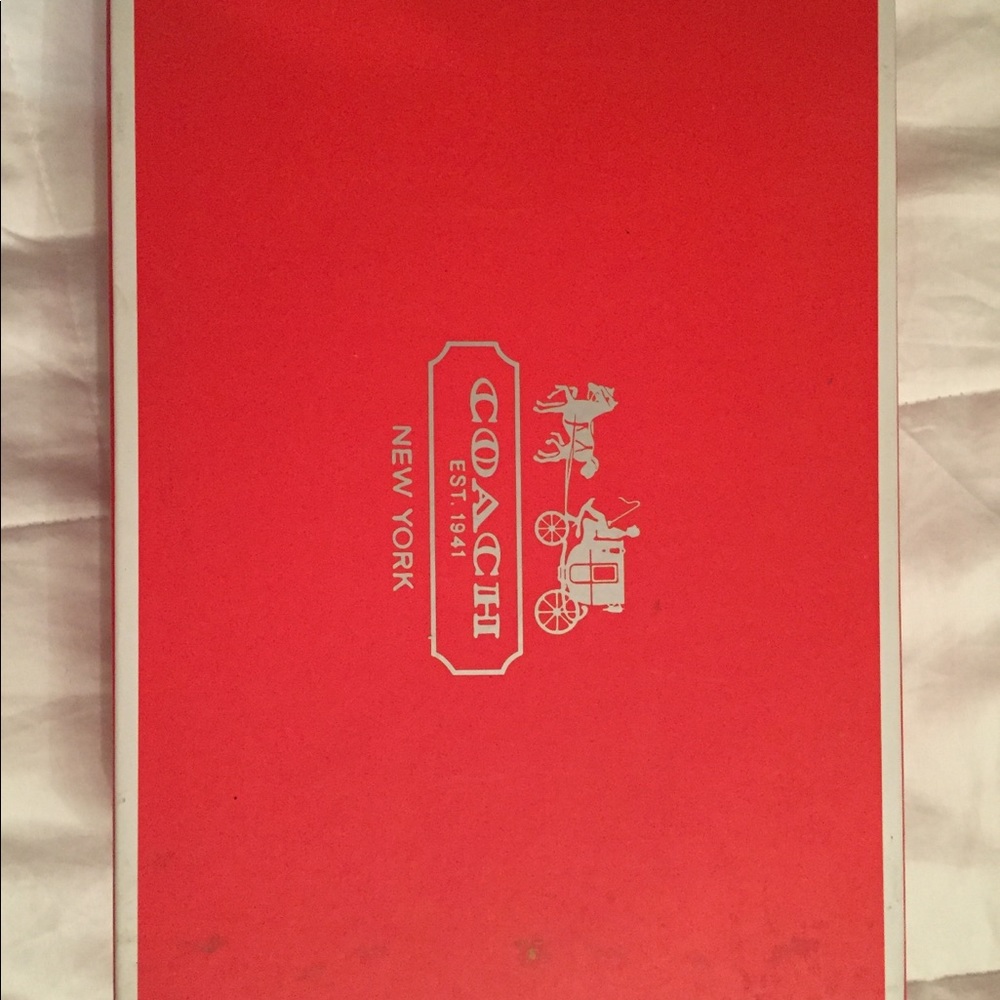 COACH
EST. 1941
NEW YORK